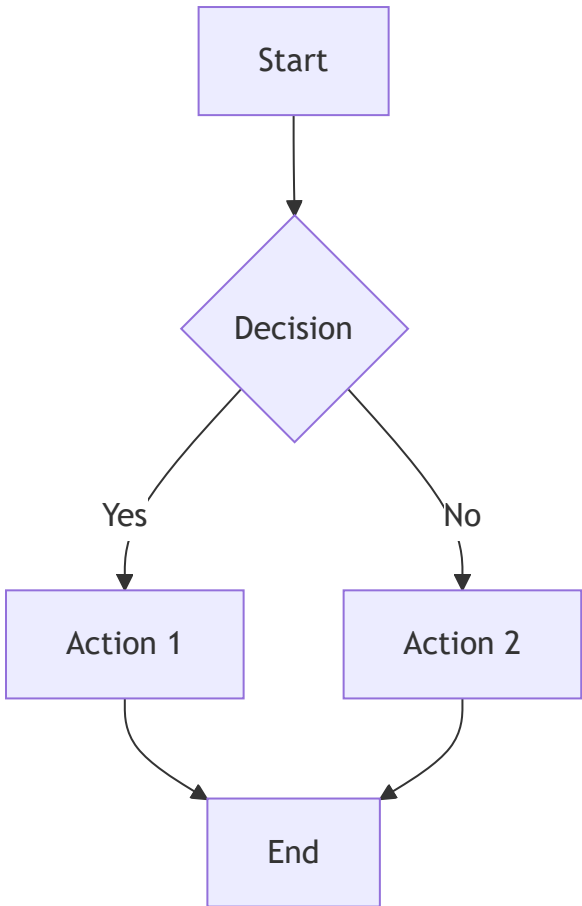 Start
Decision
Yes
No
Action 1
Action 2
End